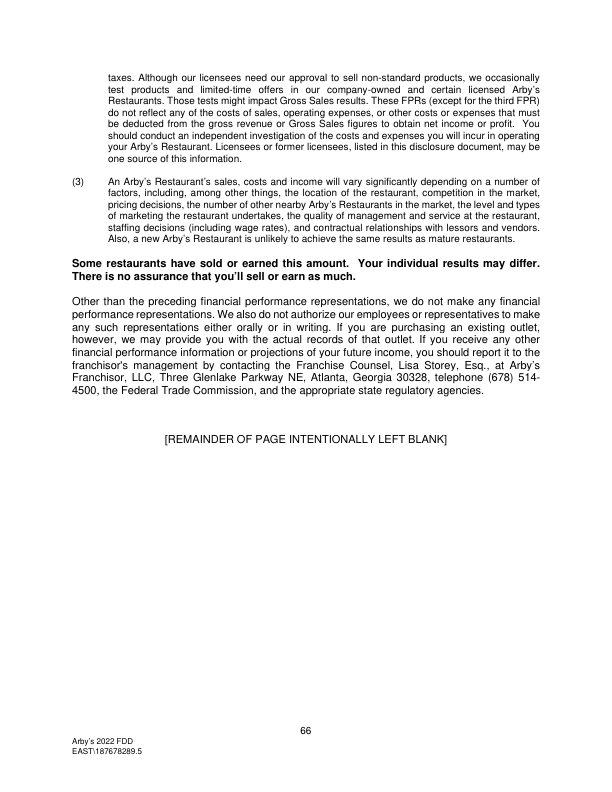 taxes. Although our licensees need our approval to sell non-standard products, we occasionally
test products and limited-time offers in our company-owned and certain licensed Arby's
Restaurants. Those tests might impact Gross Sales results. These FPRs (except for the third FPR)
do not reflect any of the costs of sales, operating expenses, or other costs or expenses that must
be deducted from the gross revenue or Gross Sales figures to obtain net income or profit.  You
should conduct an independent investigation of the costs and expenses you will incur in operating
your Arby's Restaurant. Licensees or former licensees, listed in this disclosure document, may be
one source of this information.
(3) An Arby's Restaurant's sales, costs and income will vary significantly depending on a number of
factors, including, among other things, the location of the restaurant, competition in the market,
pricing decisions, the number of other nearby Arby's Restaurants in the market, the level and types
of marketing the restaurant undertakes, the quality of management and service at the restaurant,
staffing decisions (including wage rates), and contractual relationships with lessors and vendors.
Also, a new Arby's Restaurant is unlikely to achieve the same results as mature restaurants.
Some restaurants have sold or earned this amount.  Your individual results may differ.
There is no assurance that you'll sell or earn as much.
Other than the preceding financial performance representations, we do not make any financial
performance representations. We also do not authorize our employees or representatives to make
any such representations either orally or in writing. If you are purchasing an existing outlet,
however, we may provide you with the actual records of that outlet. If you receive any other
financial performance information or projections of your future income, you should report it to the
franchisor's management by contacting the Franchise Counsel, Lisa Storey, Esq., at Arby's
Franchisor, LLC, Three Glenlake Parkway NE, Atlanta, Georgia 30328, telephone (678) 514-
4500, the Federal Trade Commission, and the appropriate state regulatory agencies.
[REMAINDER OF PAGE INTENTIONALLY LEFT BLANK]
66
Arby's 2022 FDD
EAST\187678289.5